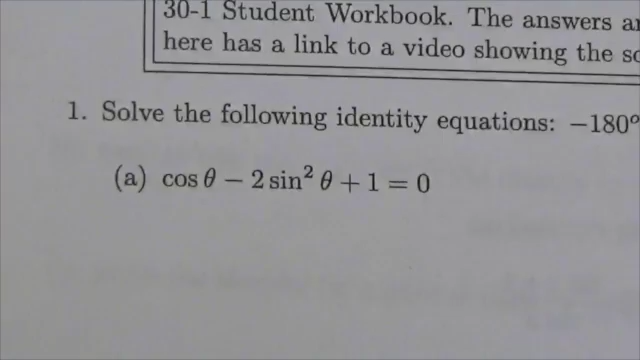 30-1 Student Workbook. The answers
here has a link to a video showing the
1. Solve the following identity equations: −180°
(a) cos θ − 2 sin² θ + 1 = 0